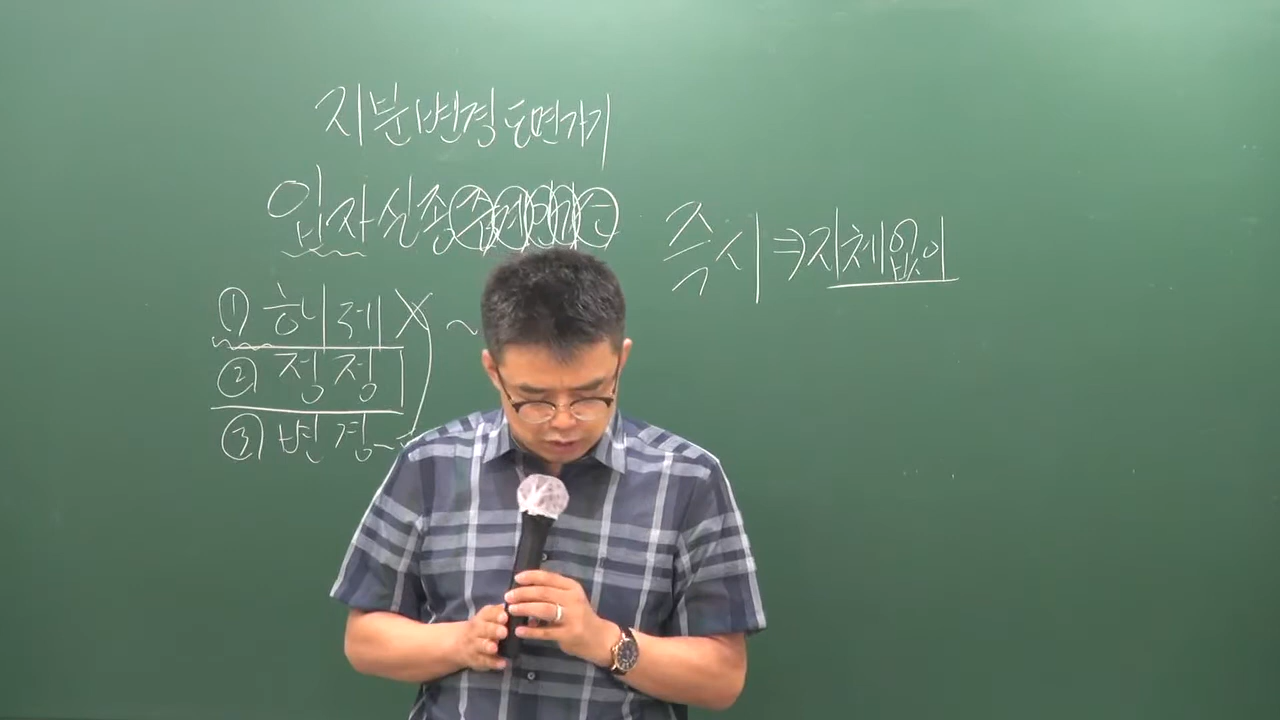 지분변경 도면가기
입자실종
즉시 ⇒ 지체없이
① 해제 X
② 정정
③ 변경